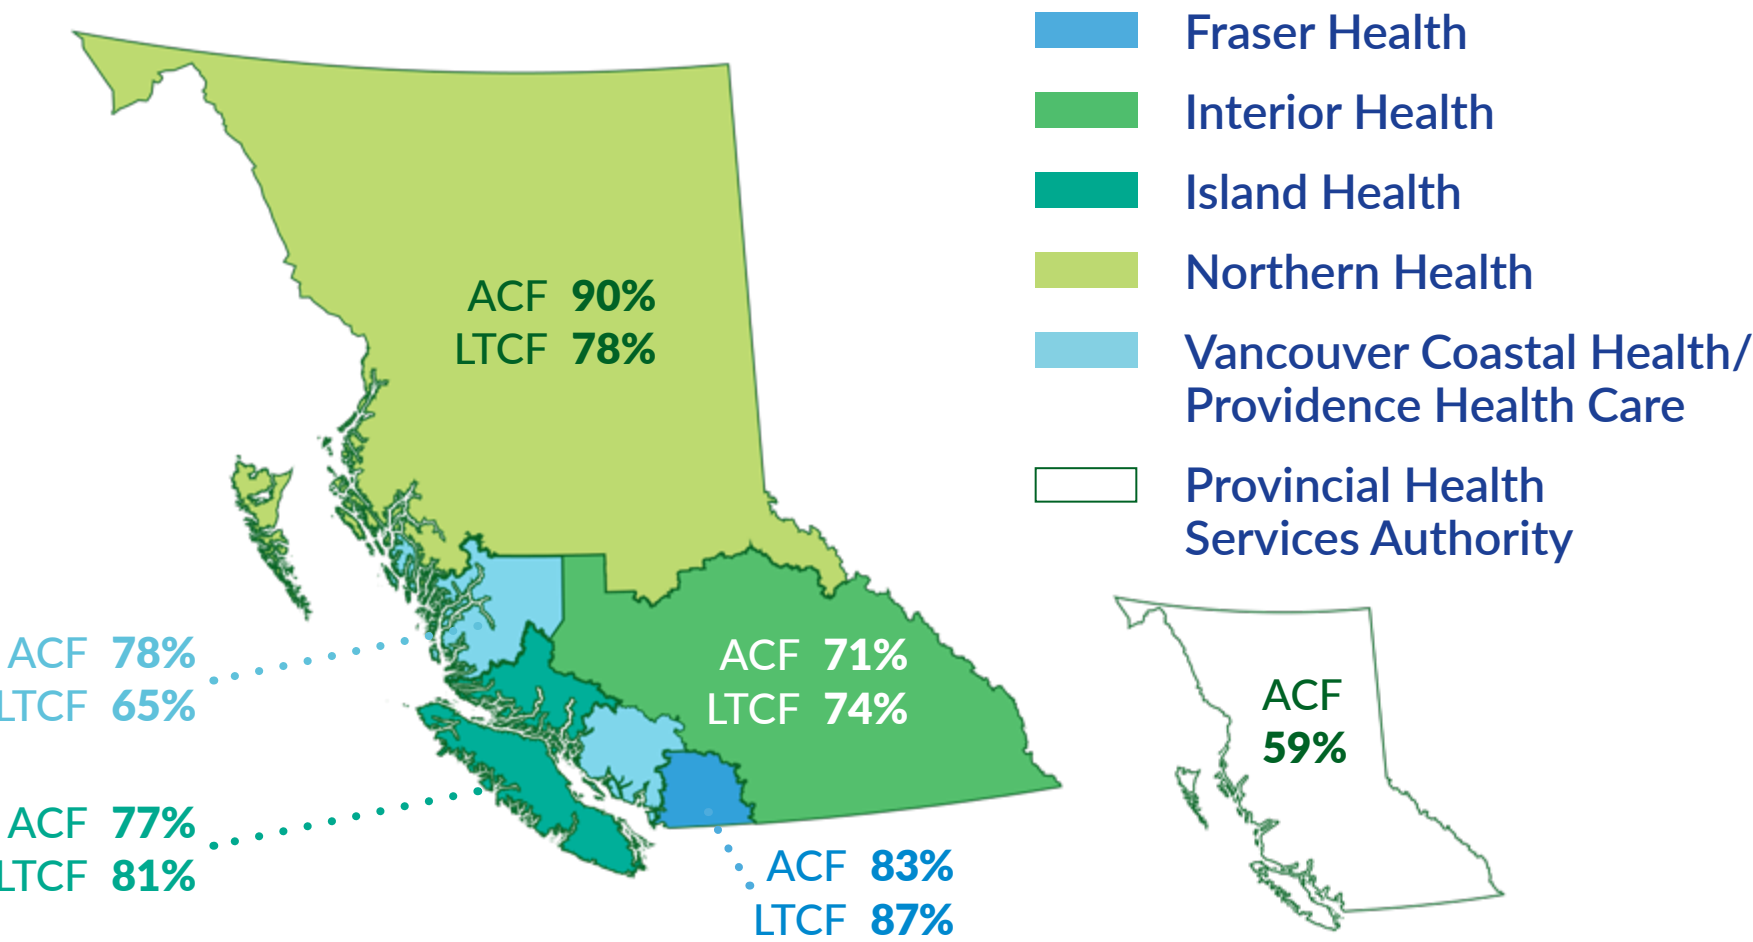 Fraser Health
Interior Health
Island Health
Northern Health
Vancouver Coastal Health/
Providence Health Care
Provincial Health
Services Authority
ACF 90%
LTCF 78%
ACF 78%
LTCF 65%
ACF 71%
LTCF 74%
ACF 77%
LTCF 81%
ACF 83%
LTCF 87%
ACF
59%